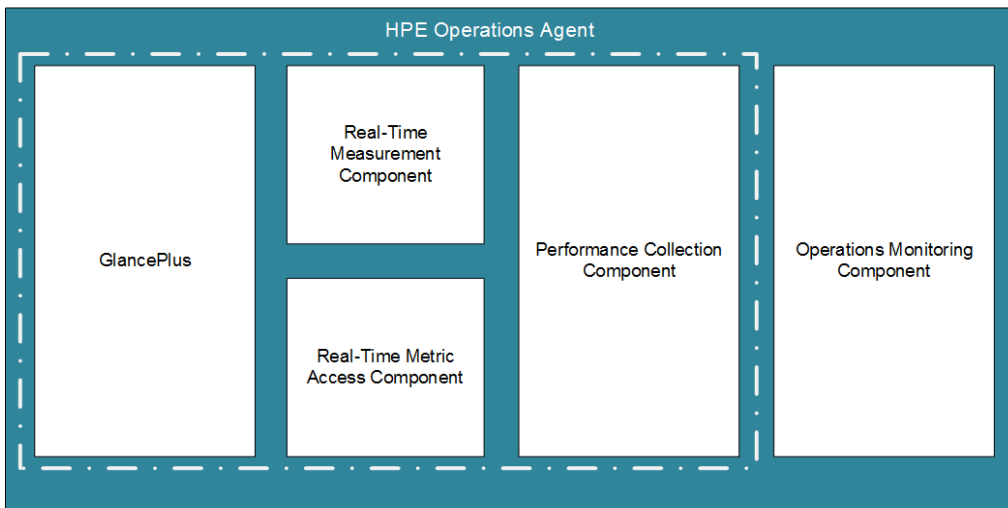 HPE Operations Agent
GlancePlus
Real-Time
Measurement
Component
Real-Time Metric
Access Component
Performance Collection
Component
Operations Monitoring
Component